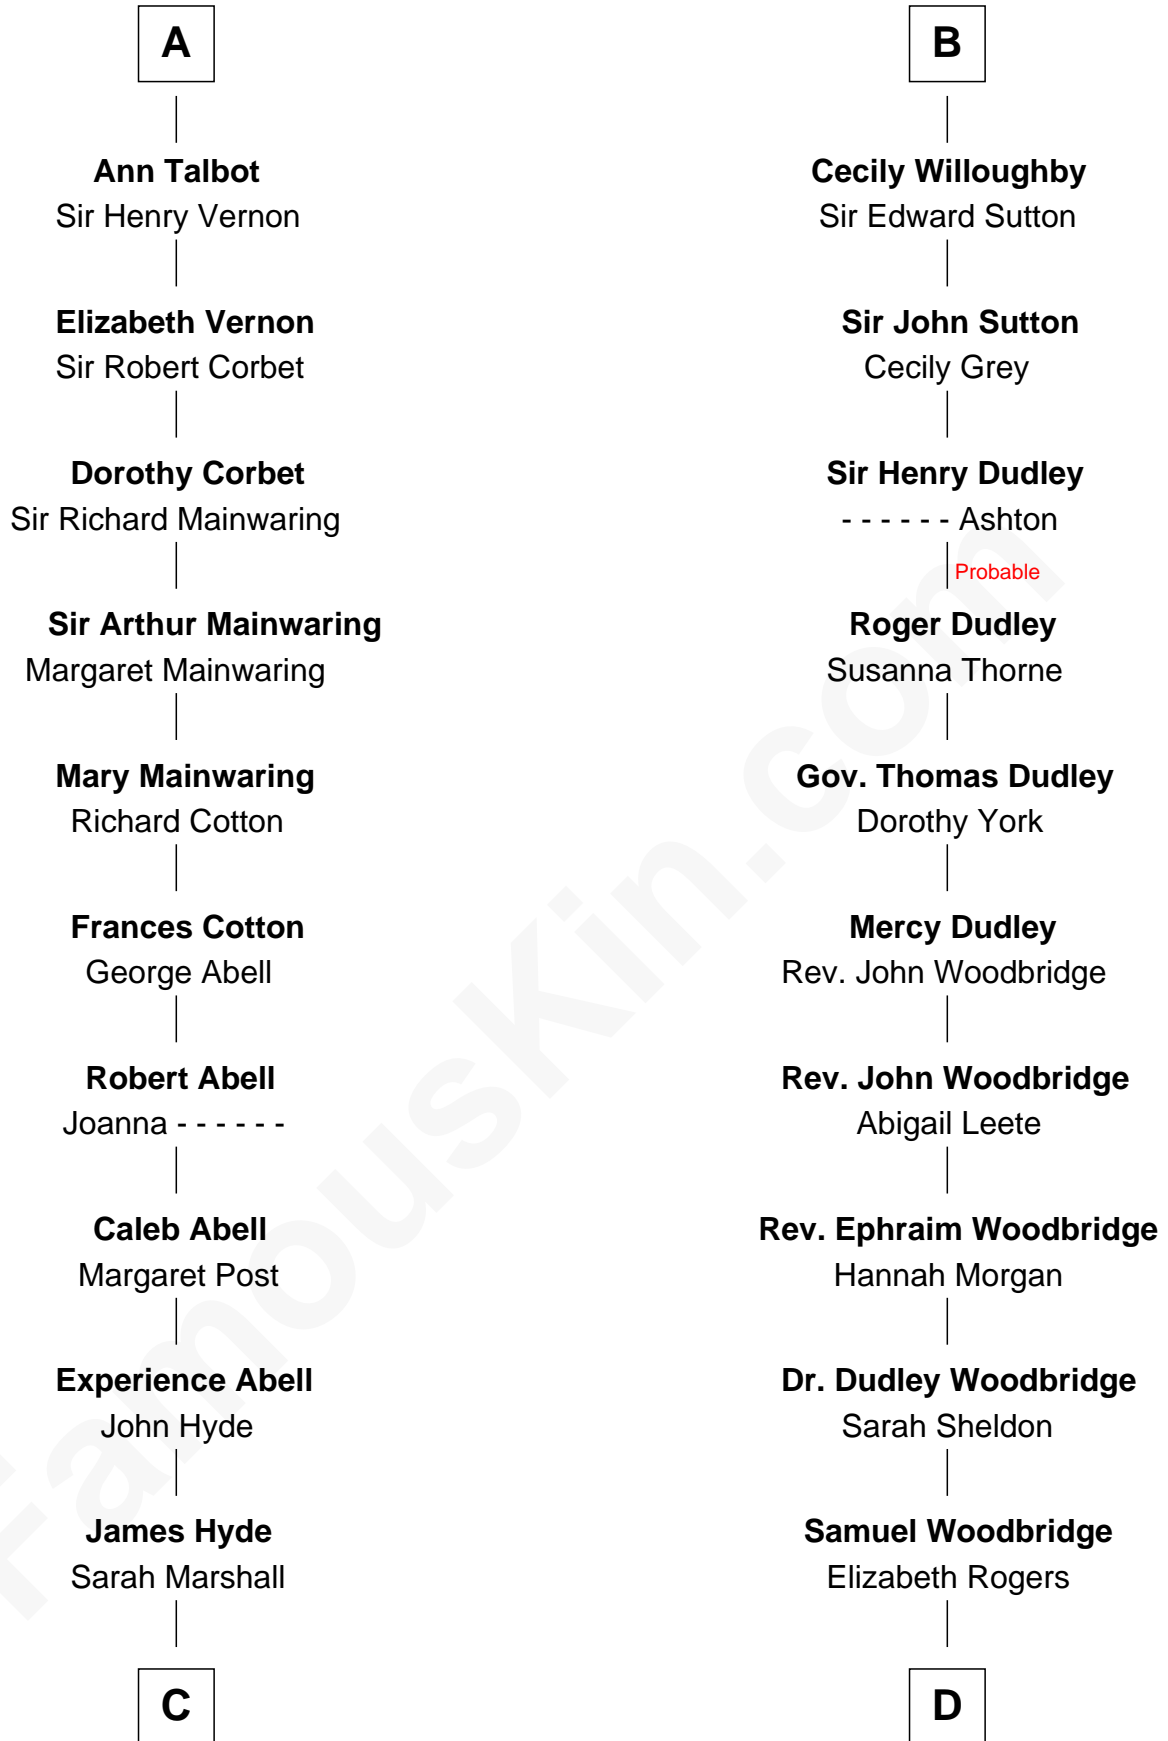 A
Ann Talbot
Sir Henry Vernon
Elizabeth Vernon
Sir Robert Corbet
Dorothy Corbet
Sir Richard Mainwaring
Sir Arthur Mainwaring
Margaret Mainwaring
Mary Mainwaring
Richard Cotton
Frances Cotton
George Abell
Robert Abell
Joanna - - - - - -
Caleb Abell
Margaret Post
Experience Abell
John Hyde
James Hyde
Sarah Marshall
C
B
Cecily Willoughby
Sir Edward Sutton
Sir John Sutton
Cecily Grey
Sir Henry Dudley
- - - - - - Ashton
Probable
Roger Dudley
Susanna Thorne
Gov. Thomas Dudley
Dorothy York
Mercy Dudley
Rev. John Woodbridge
Rev. John Woodbridge
Abigail Leete
Rev. Ephraim Woodbridge
Hannah Morgan
Dr. Dudley Woodbridge
Sarah Sheldon
Samuel Woodbridge
Elizabeth Rogers
D
FamousKin.com